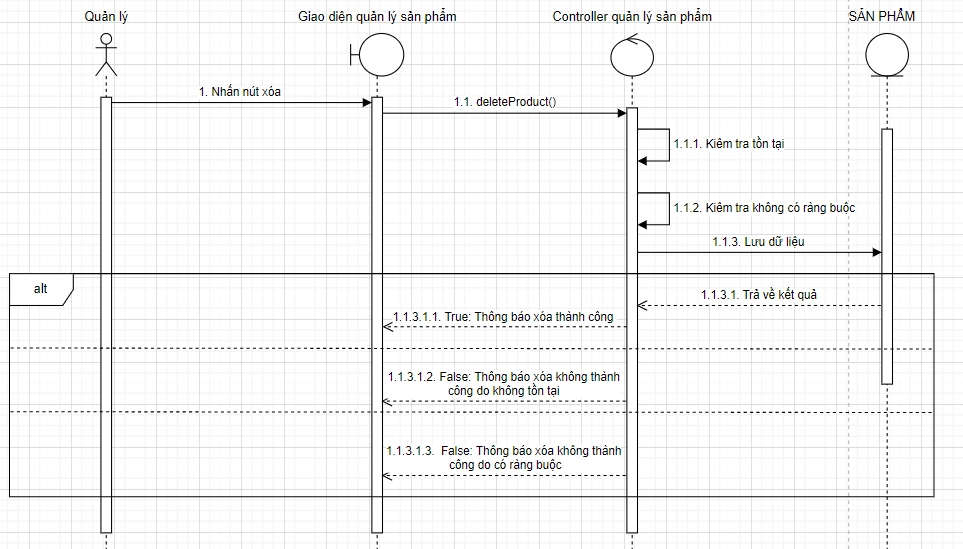 Quản lý
Giao diện quản lý sản phẩm
Controller quản lý sản phẩm
SẢN PHẨM
1. Nhấn nút xóa
1.1. deleteProduct()
1.1.1. Kiêm tra tồn tại
1.1.2. Kiêm tra không có ràng buộc
1.1.3. Lưu dữ liệu
alt
1.1.3.1. Trả về kết quả
1.1.3.1.1. True: Thông báo xóa thành công
1.1.3.1.2. False: Thông báo xóa không thành
công do không tồn tại
1.1.3.1.3. False: Thông báo xóa không thành
công do có ràng buộc